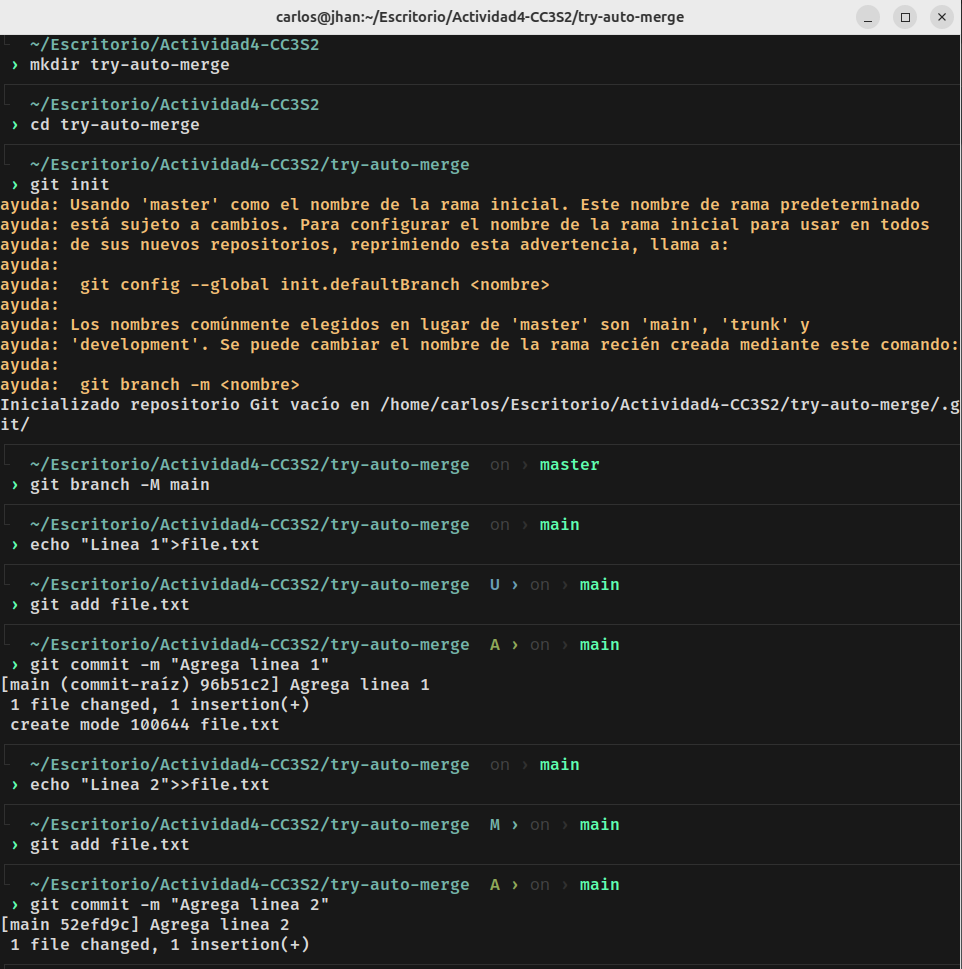 carlos@jhan:~/Escritorio/Actividad4-CC3S2/try-auto-merge
~/Escritorio/Actividad4-CC3S2
› mkdir try-auto-merge
~/Escritorio/Actividad4-CC3S2
› cd try-auto-merge
~/Escritorio/Actividad4-CC3S2/try-auto-merge
› git init
ayuda: Usando 'master' como el nombre de la rama inicial. Este nombre de rama predeterminado
ayuda: está sujeto a cambios. Para configurar el nombre de la rama inicial para usar en todos
ayuda: de sus nuevos repositorios, reprimiendo esta advertencia, llama a:
ayuda:
ayuda:  git config --global init.defaultBranch <nombre>
ayuda:
ayuda: Los nombres comúnmente elegidos en lugar de 'master' son 'main', 'trunk' y
ayuda: 'development'. Se puede cambiar el nombre de la rama recién creada mediante este comando:
ayuda:
ayuda:  git branch -m <nombre>
Inicializado repositorio Git vacío en /home/carlos/Escritorio/Actividad4-CC3S2/try-auto-merge/.g
it/
~/Escritorio/Actividad4-CC3S2/try-auto-merge  on › master
› git branch -M main
~/Escritorio/Actividad4-CC3S2/try-auto-merge  on › main
› echo "Linea 1">file.txt
~/Escritorio/Actividad4-CC3S2/try-auto-merge  U › on › main
› git add file.txt
~/Escritorio/Actividad4-CC3S2/try-auto-merge  A › on › main
› git commit -m "Agrega linea 1"
[main (commit-raíz) 96b51c2] Agrega linea 1
 1 file changed, 1 insertion(+)
 create mode 100644 file.txt
~/Escritorio/Actividad4-CC3S2/try-auto-merge  on › main
› echo "Linea 2">>file.txt
~/Escritorio/Actividad4-CC3S2/try-auto-merge  M › on › main
› git add file.txt
~/Escritorio/Actividad4-CC3S2/try-auto-merge  A › on › main
› git commit -m "Agrega linea 2"
[main 52efd9c] Agrega linea 2
 1 file changed, 1 insertion(+)